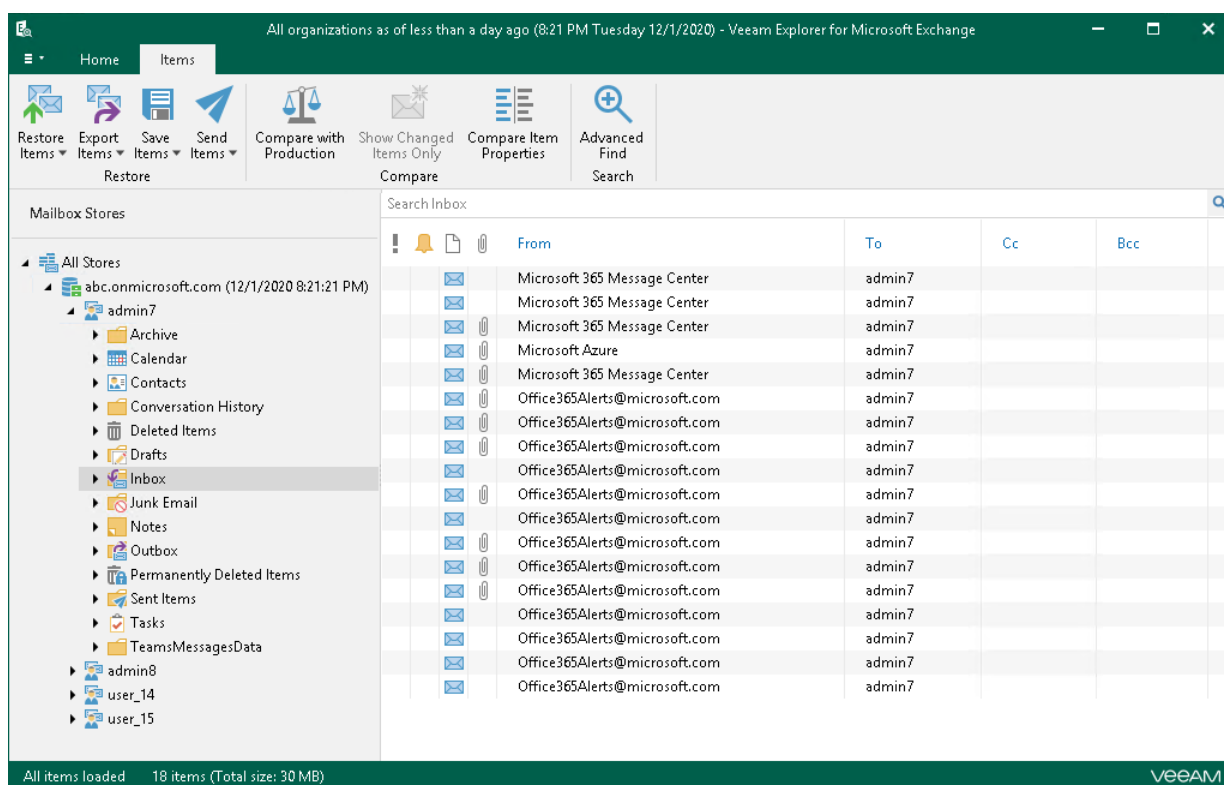 All organizations as of less than a day ago (8:21 PM Tuesday 12/1/2020) - Veeam Explorer for Microsoft Exchange
Home Items
Restore Items Export Items Save Items Send Items Compare with Production Show Changed Items Only Compare Item Properties Advanced Find
Restore Compare Search
Mailbox Stores
Search Inbox
From To Cc Bcc
All Stores
abc.onmicrosoft.com (12/1/2020 8:21:21 PM)
admin7
Archive
Calendar
Contacts
Conversation History
Deleted Items
Drafts
Inbox
Junk Email
Notes
Outbox
Permanently Deleted Items
Sent Items
Tasks
TeamsMessagesData
admin8
user_14
user_15
Microsoft 365 Message Center admin7
Microsoft 365 Message Center admin7
Microsoft 365 Message Center admin7
Microsoft Azure admin7
Microsoft 365 Message Center admin7
Office365Alerts@microsoft.com admin7
Office365Alerts@microsoft.com admin7
Office365Alerts@microsoft.com admin7
Office365Alerts@microsoft.com admin7
Office365Alerts@microsoft.com admin7
Office365Alerts@microsoft.com admin7
Office365Alerts@microsoft.com admin7
Office365Alerts@microsoft.com admin7
Office365Alerts@microsoft.com admin7
Office365Alerts@microsoft.com admin7
Office365Alerts@microsoft.com admin7
Office365Alerts@microsoft.com admin7
Office365Alerts@microsoft.com admin7
All items loaded 18 items (Total size: 30 MB) veeAM